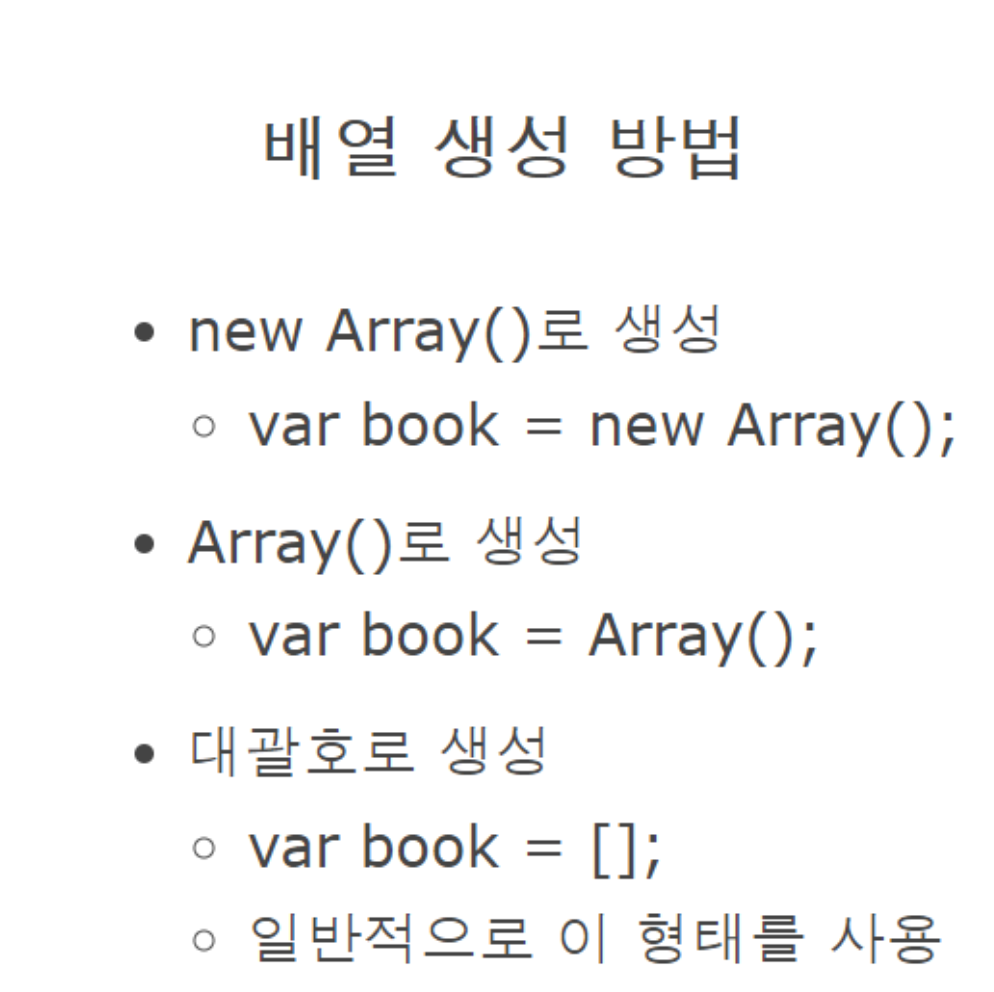 배열 생성 방법
• new Array()로 생성
○ var book = new Array();
• Array()로 생성
○ var book = Array();
• 대괄호로 생성
○ var book = [];
○ 일반적으로 이 형태를 사용